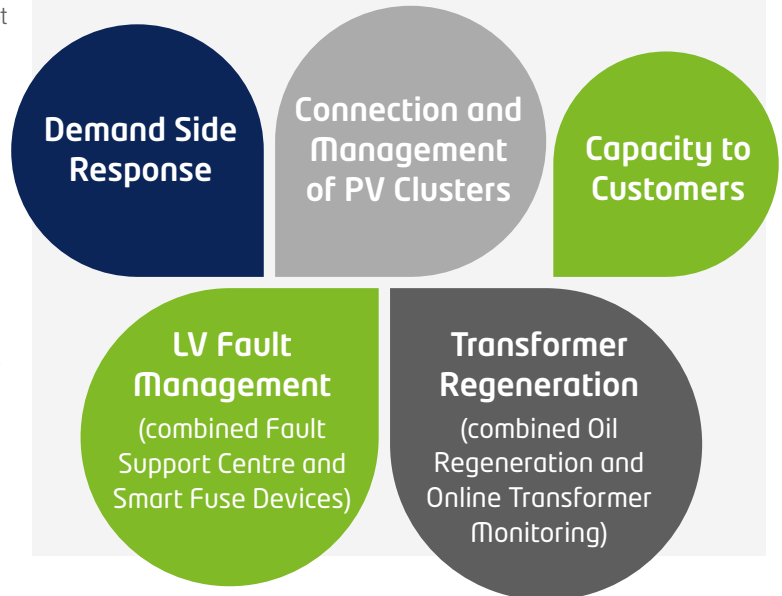 Demand Side
Response
Connection and
Management
of PV Clusters
Capacity to
Customers
LV Fault
Management
(combined Fault
Support Centre and
Smart Fuse Devices)
Transformer
Regeneration
(combined Oil
Regeneration and
Online Transformer
Monitoring)